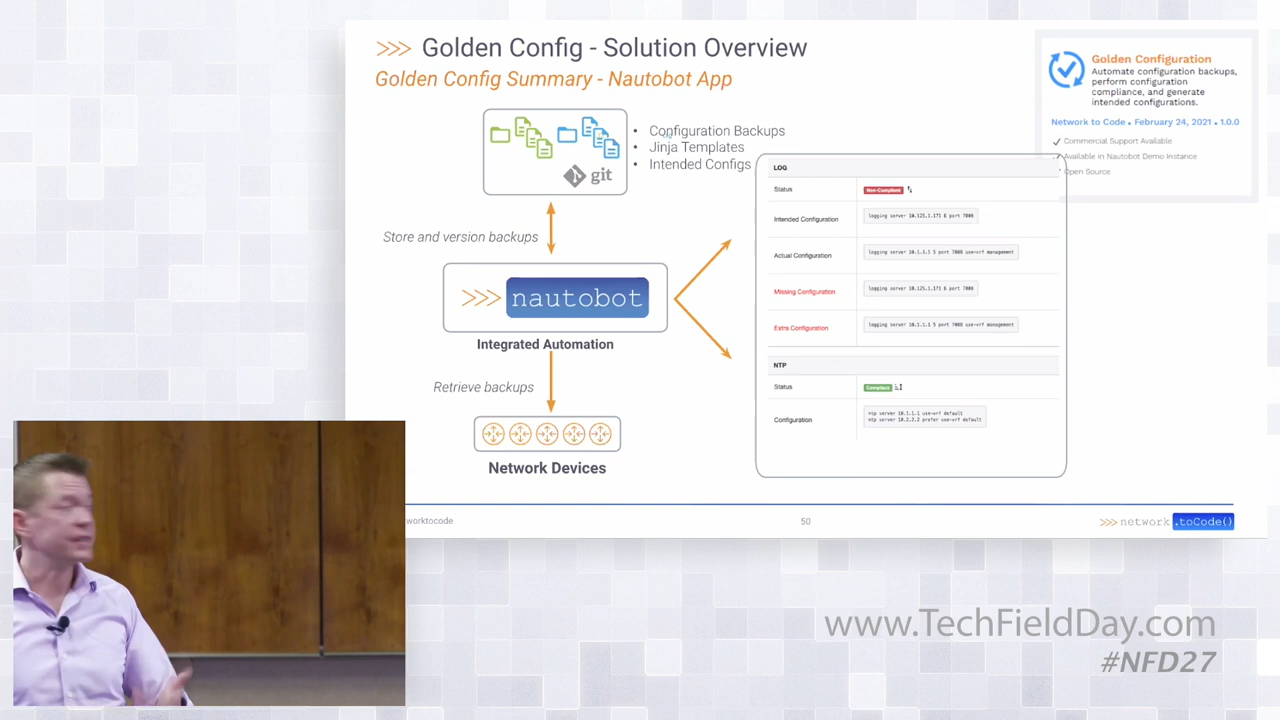 >>> Golden Config - Solution Overview
Golden Config Summary - Nautobot App
Golden Configuration
Automate configuration backups,
perform configuration
compliance, and generate
intended configurations.
Network to Code • February 24, 2021 • 1.0.0
Commercial Support Available
Available in Nautobot Demo Instance
Open Source
git
• Configuration Backups
• Jinja Templates
• Intended Configs
Store and version backups
>>> nautobot
Integrated Automation
Retrieve backups
Network Devices
LOG
Status Non-Compliant
Intended Configuration logging server 10.125.1.171 6 port 7008
Actual Configuration logging server 10.1.1.1 5 port 7008 use-vrf management
Missing Configuration logging server 10.125.1.171 6 port 7008
Extra Configuration logging server 10.1.1.1 5 port 7008 use-vrf management
NTP
Status Compliant
Configuration ntp server 10.1.1.1 use-vrf default
ntp server 10.2.2.2 prefer use-vrf default
worktocode
50
>>> network .toCode()
www.TechFieldDay.com
#NFD27